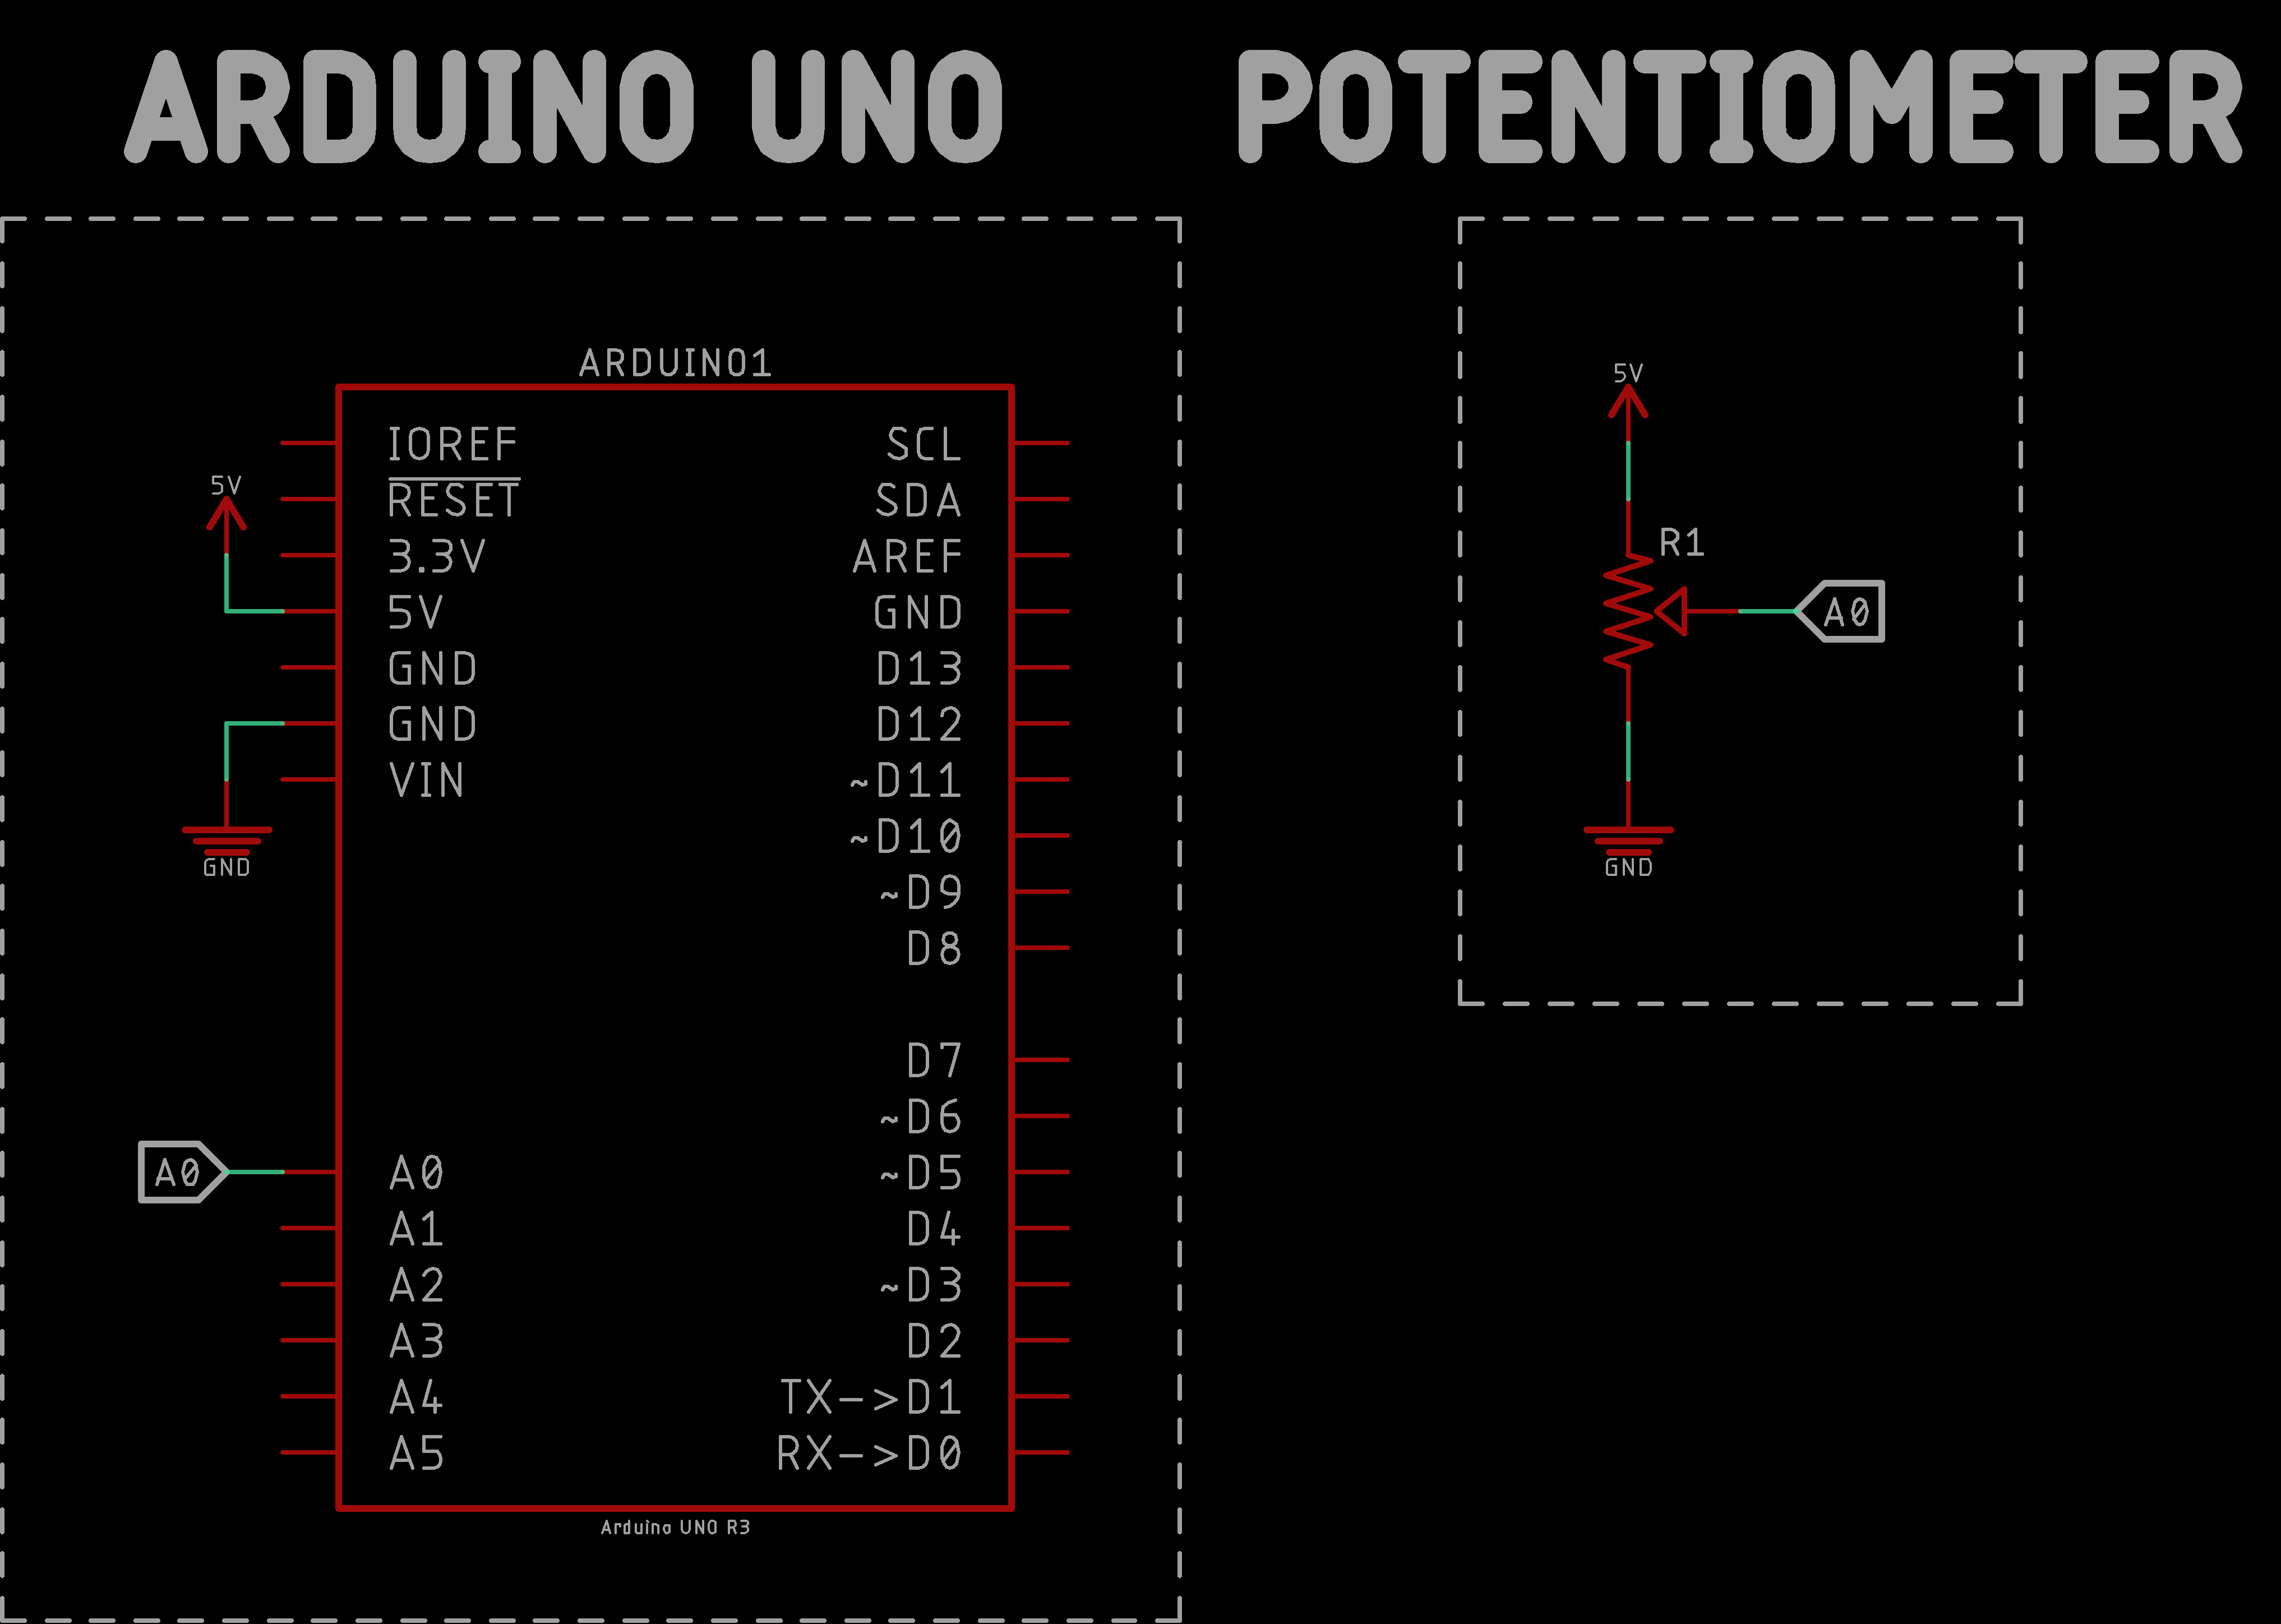 ARDUINO UNO
POTENTIOMETER
ARDUINO1
IOREF
RESET
3.3V
5V
GND
GND
VIN
A0
A1
A2
A3
A4
A5
SCL
SDA
AREF
GND
D13
D12
~D11
~D10
~D9
D8
D7
~D6
~D5
D4
~D3
D2
TX->D1
RX->D0
5V
GND
A0
Arduino UNO R3
5V
R1
A0
GND